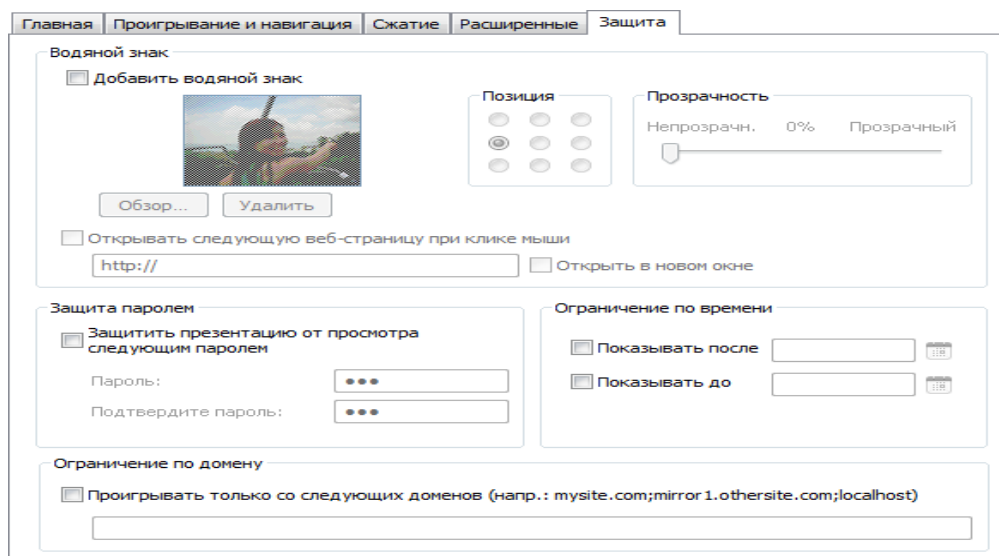 Главная Проигрывание и навигация Сжатие Расширенные Защита
Водяной знак
Добавить водяной знак
Позиция
Прозрачность
Непрозрачн. 0% Прозрачный
Обзор... Удалить
Открывать следующую веб-страницу при клике мыши
http:// Открыть в новом окне
Защита паролем
Защитить презентацию от просмотра
следующим паролем
Пароль: •••
Подтвердите пароль: •••
Ограничение по времени
Показывать после
Показывать до
Ограничение по домену
Проигрывать только со следующих доменов (напр.: mysite.com;mirror1.othersite.com;localhost)